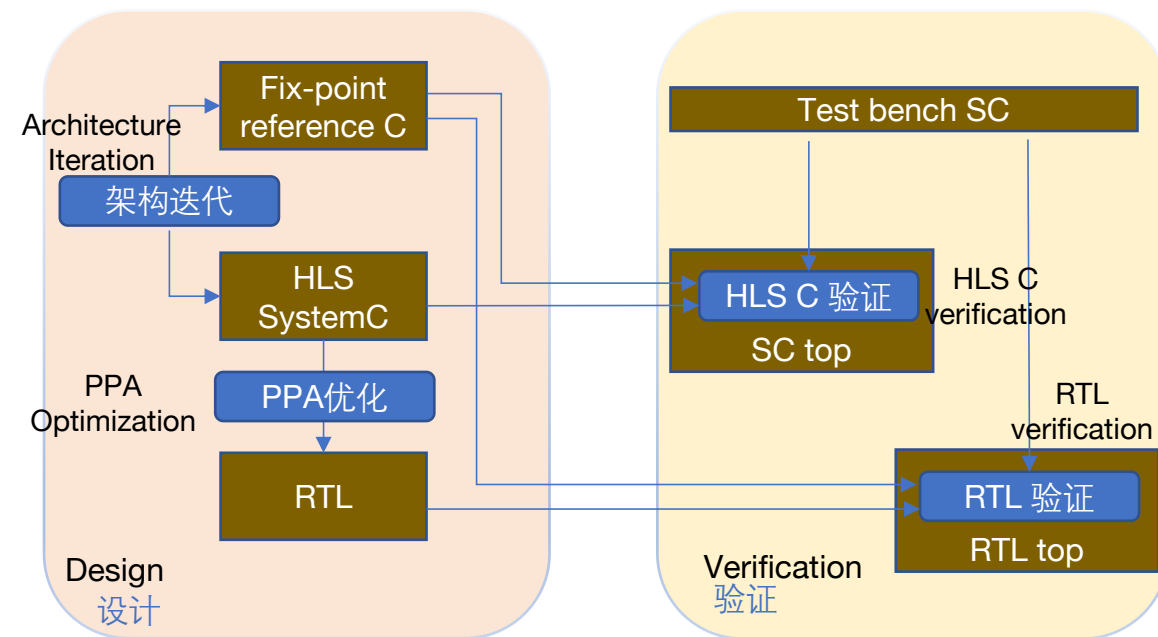 Fix-point
reference C
Architecture
Iteration
架构迭代
HLS
SystemC
PPA
Optimization
PPA优化
RTL
Design
设计
Test bench SC
HLS C 验证
SC top
HLS C
verification
RTL
verification
RTL 验证
RTL top
Verification
验证